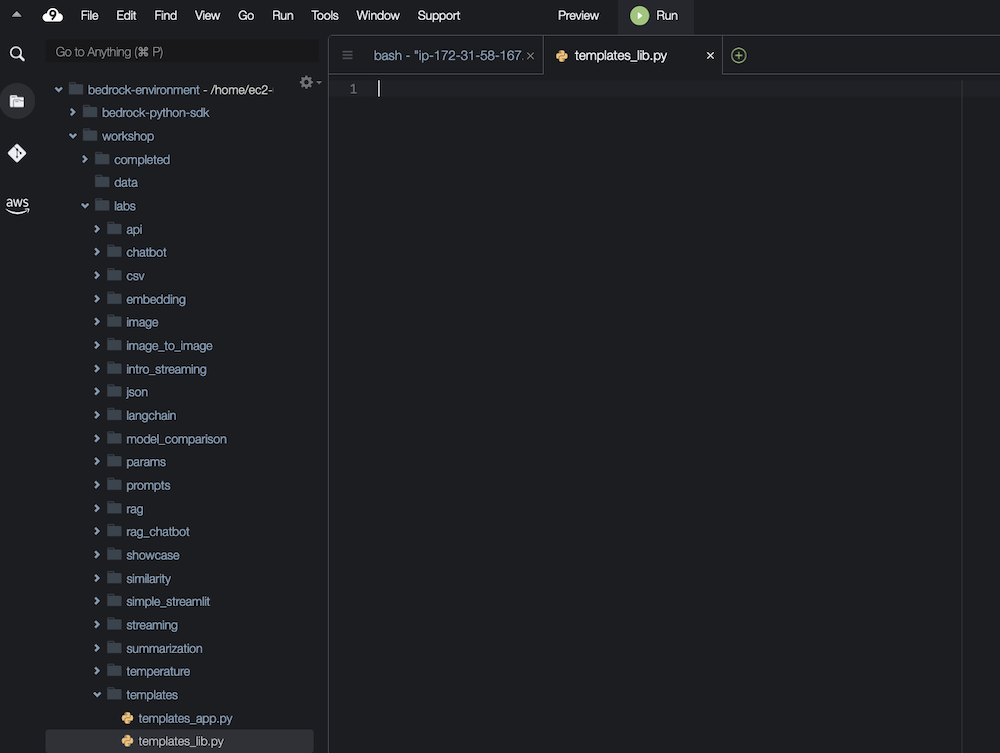 9 File Edit Find View Go Run Tools Window Support Preview Run
Go to Anything (⌘ P)
bash - "ip-172-31-58-167. × templates_lib.py ×
1
bedrock-environment - /home/ec2-
bedrock-python-sdk
workshop
completed
data
aws
labs
api
chatbot
csv
embedding
image
image_to_image
intro_streaming
json
langchain
model_comparison
params
prompts
rag
rag_chatbot
showcase
similarity
simple_streamlit
streaming
summarization
temperature
templates
templates_app.py
templates_lib.py